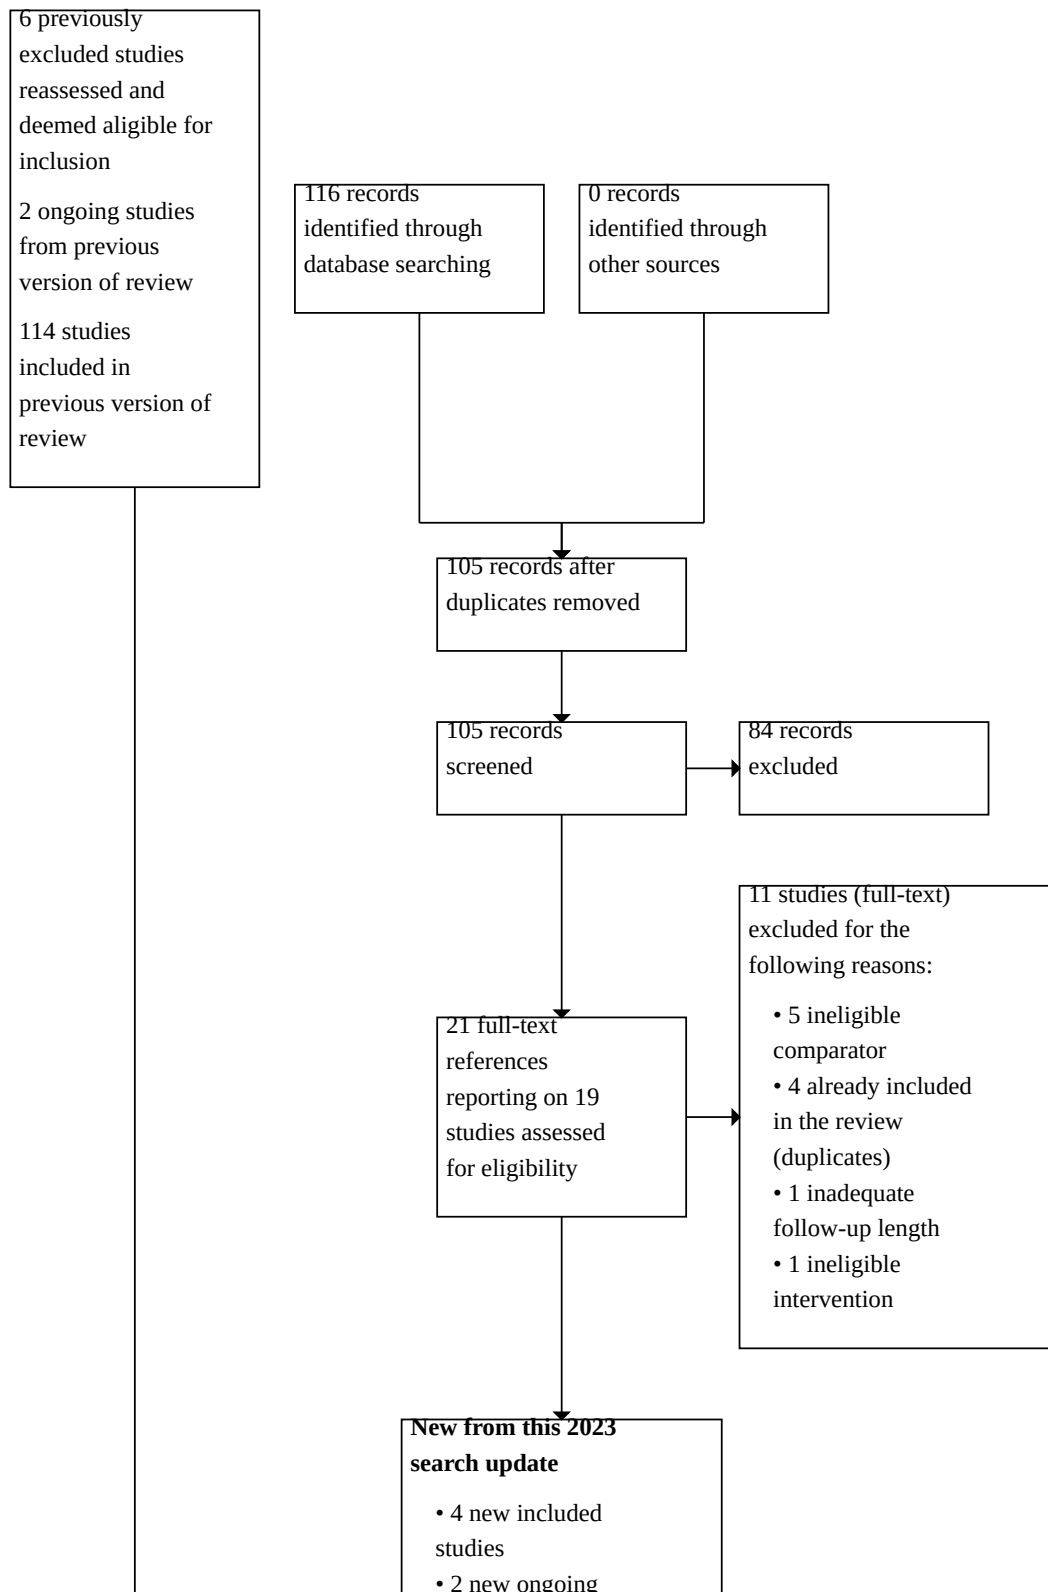 6 previously
excluded studies
reassessed and
deemed aligible for
inclusion
2 ongoing studies
from previous
version of review
114 studies
included in
previous version of
review
116 records
identified through
database searching
0 records
identified through
other sources
105 records after
duplicates removed
105 records
screened
84 records
excluded
11 studies (full-text)
excluded for the
following reasons:
• 5 ineligible
comparator
• 4 already included
in the review
(duplicates)
• 1 inadequate
follow-up length
• 1 ineligible
intervention
21 full-text
references
reporting on 19
studies assessed
for eligibility
New from this 2023
search update
• 4 new included
studies
• 2 new ongoing